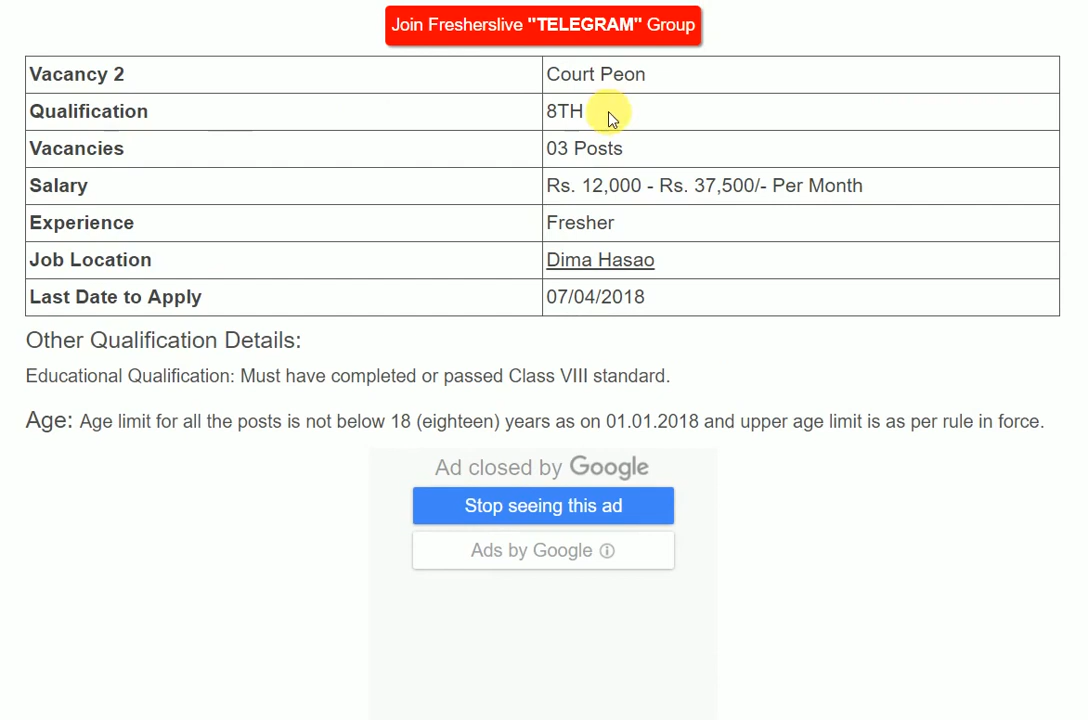 Join Fresherslive "TELEGRAM" Group
Vacancy 2 Court Peon
Qualification 8TH
Vacancies 03 Posts
Salary Rs. 12,000 - Rs. 37,500/- Per Month
Experience Fresher
Job Location Dima Hasao
Last Date to Apply 07/04/2018
Other Qualification Details:
Educational Qualification: Must have completed or passed Class VIII standard.
Age: Age limit for all the posts is not below 18 (eighteen) years as on 01.01.2018 and upper age limit is as per rule in force.
Ad closed by Google
Stop seeing this ad
Ads by Google